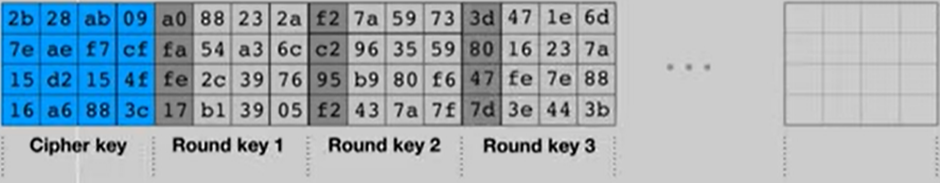 2b 28 ab 09 a0 88 23 2a f2 7a 59 73 3d 47 1e 6d
7e ae f7 cf fa 54 a3 6c c2 96 35 59 80 16 23 7a
15 d2 15 4f fe 2c 39 76 95 b9 80 f6 47 fe 7e 88
16 a6 88 3c 17 b1 39 05 f2 43 7a 7f 7d 3e 44 3b
...
Cipher key Round key 1 Round key 2 Round key 3